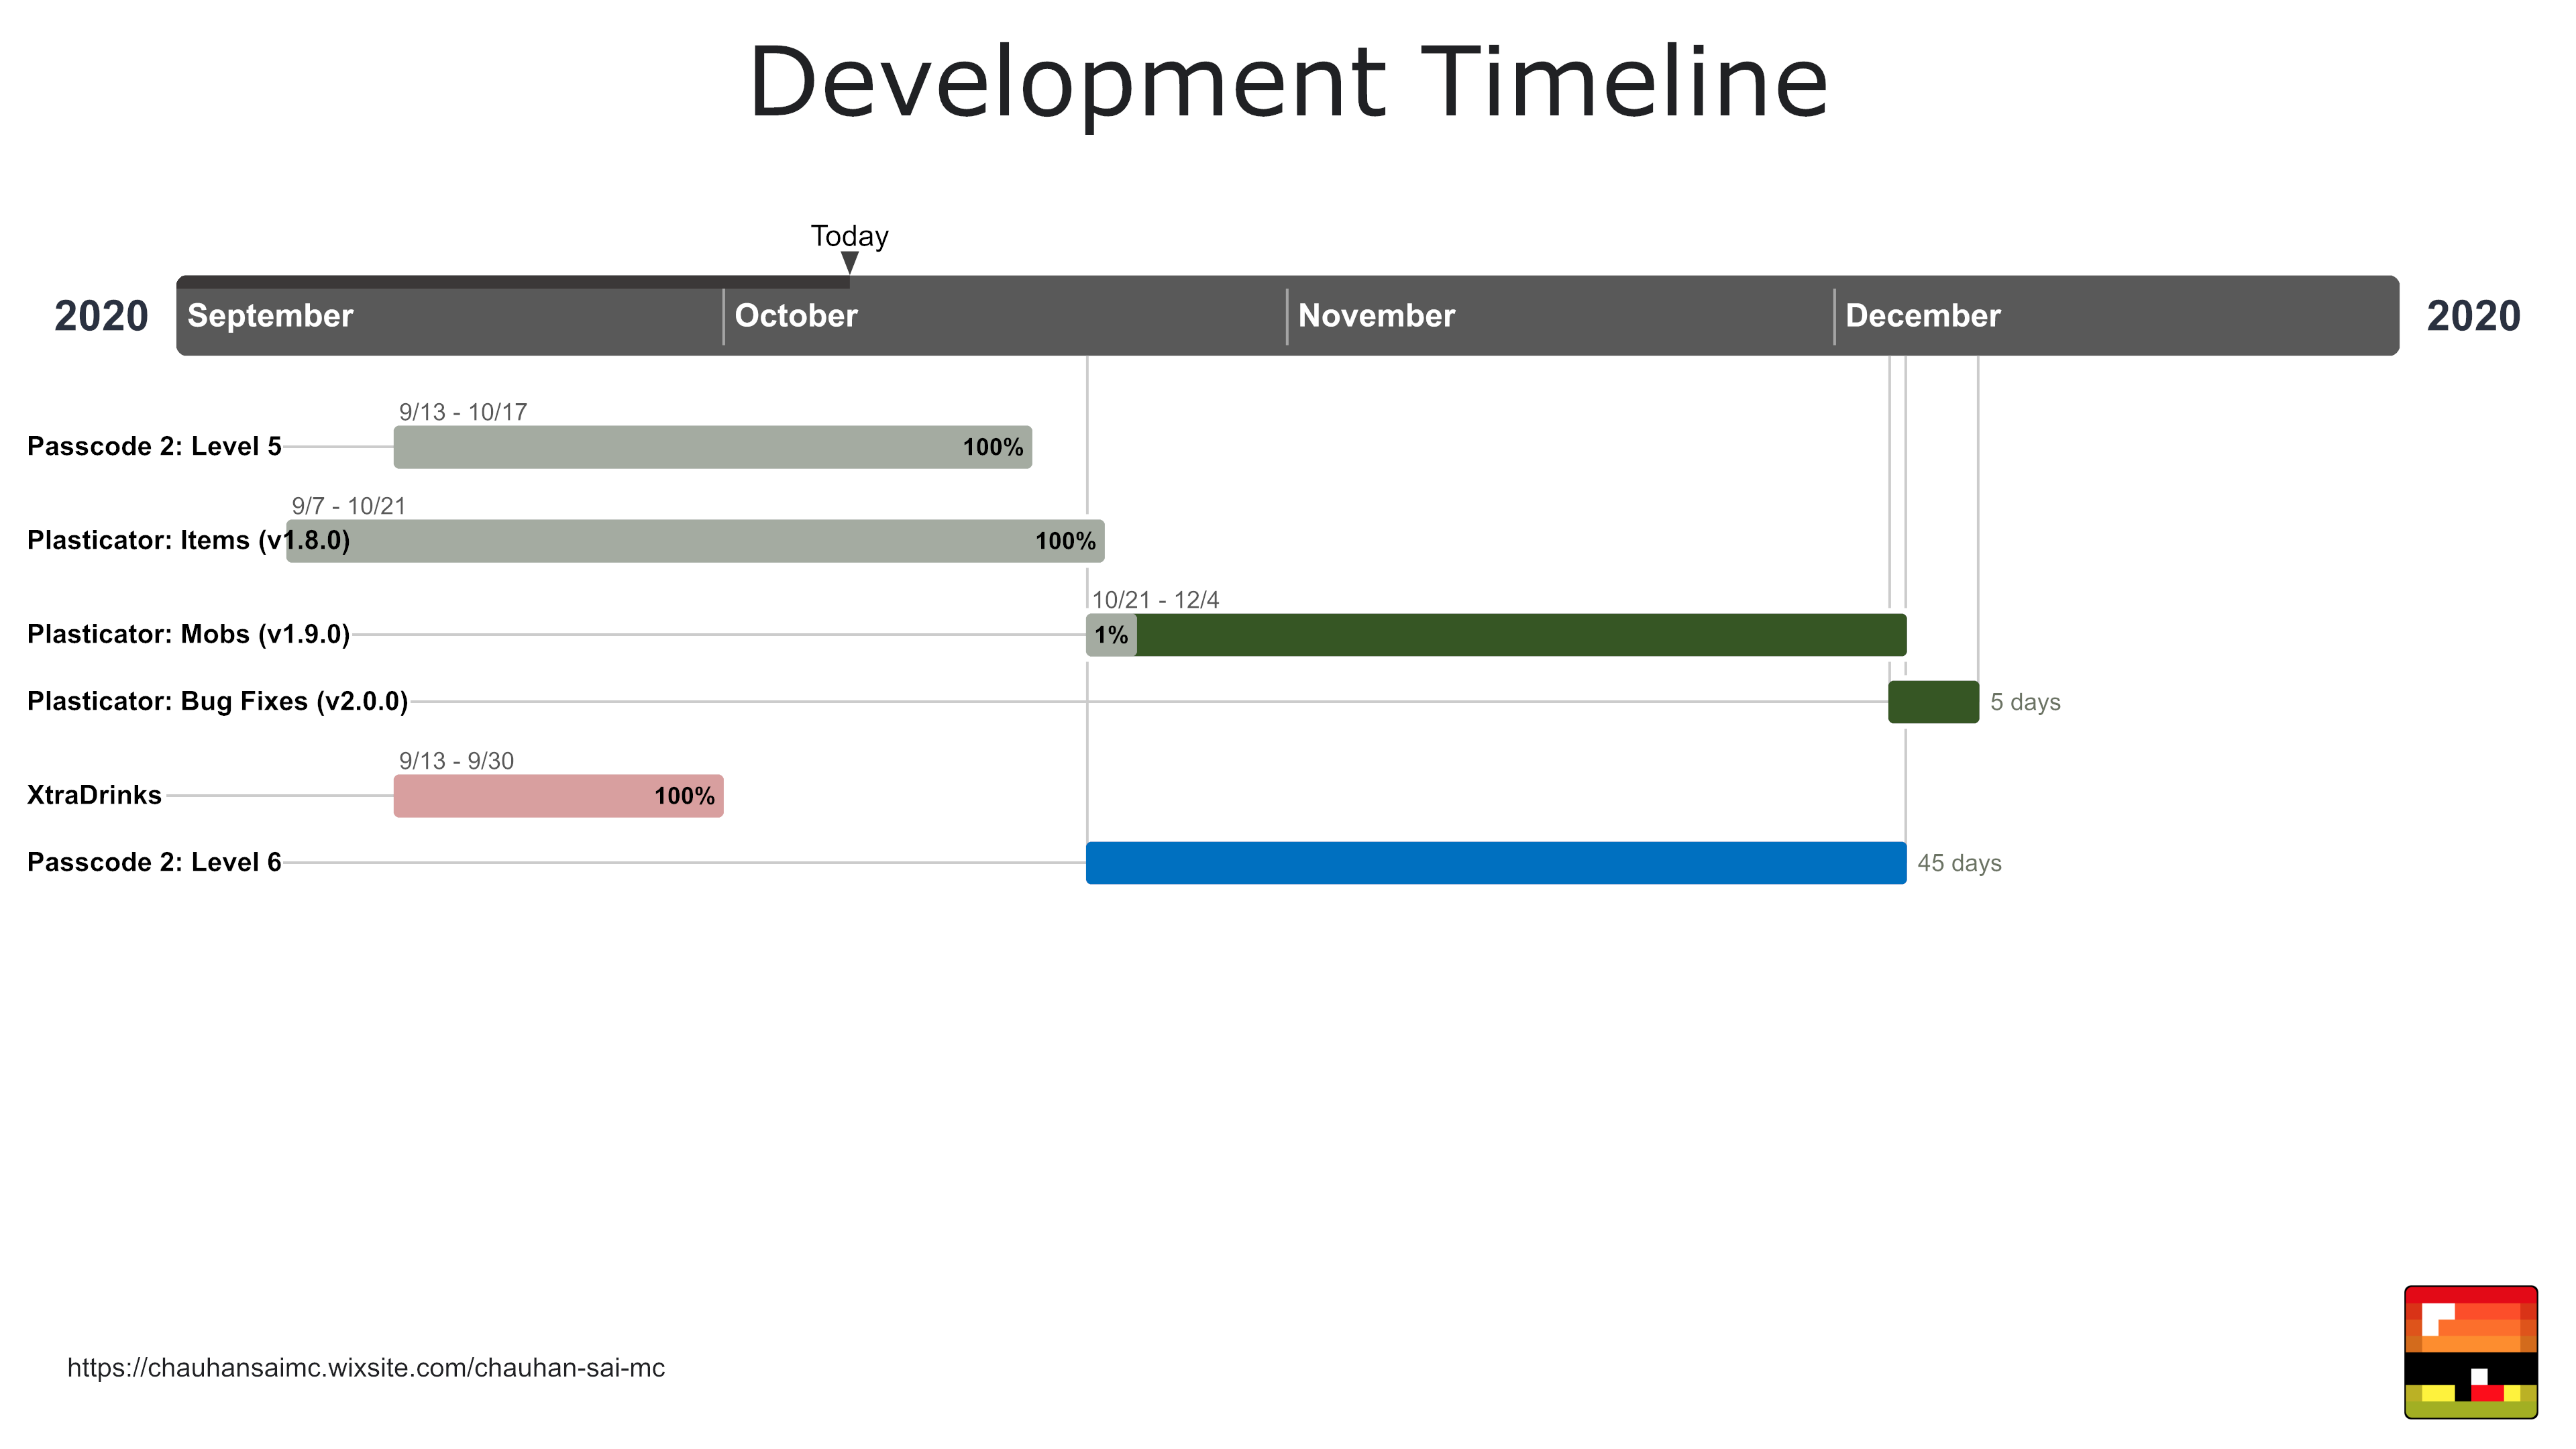 Development Timeline
Today
2020 September October November December 2020
9/13 - 10/17
Passcode 2: Level 5 100%
9/7 - 10/21
Plasticator: Items (v1.8.0) 100%
10/21 - 12/4
Plasticator: Mobs (v1.9.0) 1%
Plasticator: Bug Fixes (v2.0.0) 5 days
9/13 - 9/30
XtraDrinks 100%
Passcode 2: Level 6 45 days
https://chauhansaimc.wixsite.com/chauhan-sai-mc